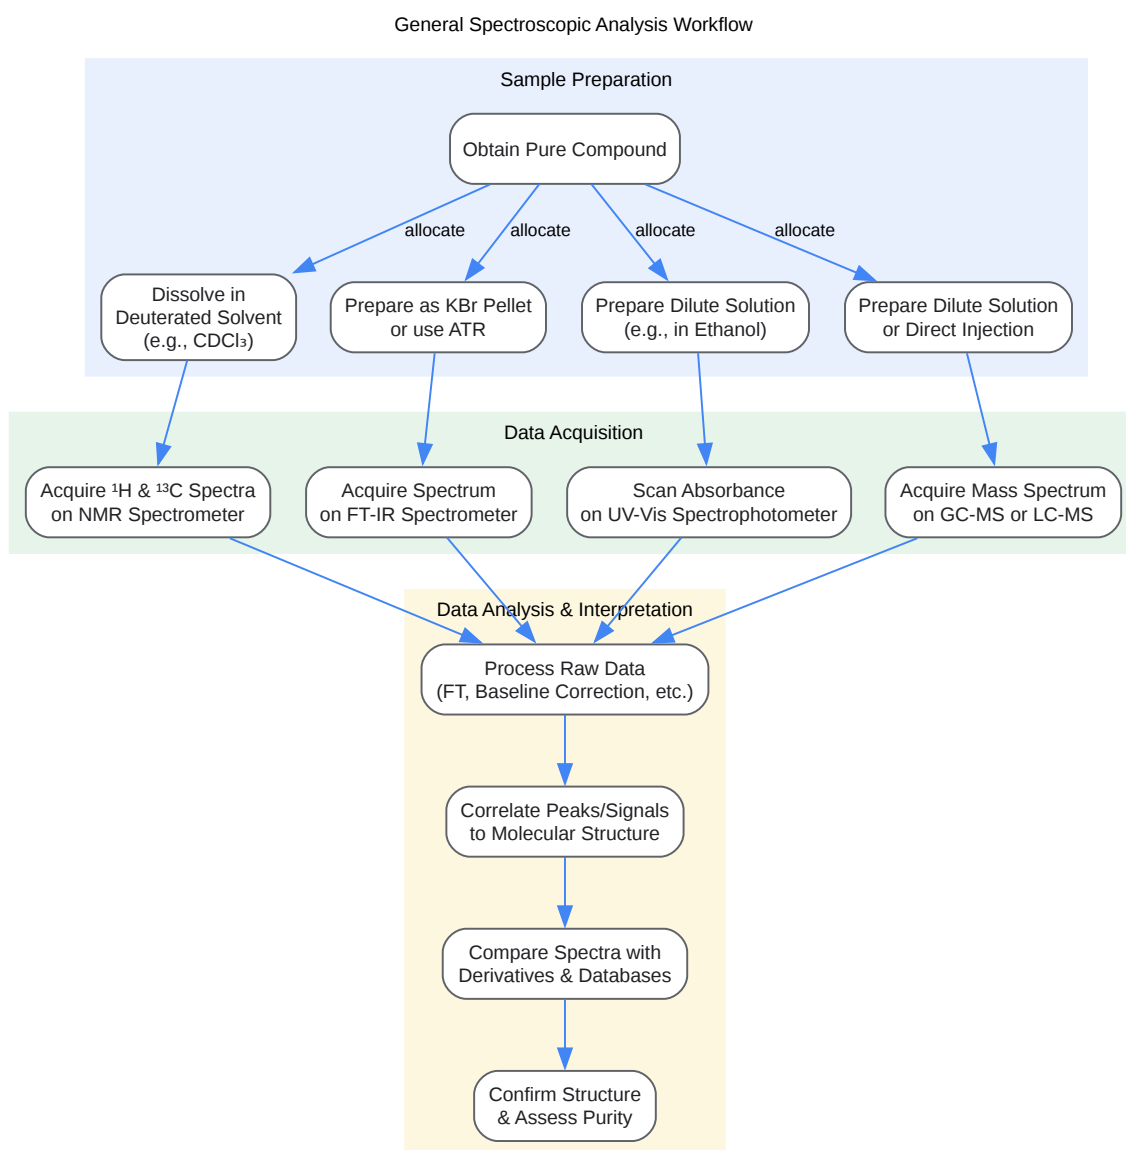 General Spectroscopic Analysis Workflow
Sample Preparation
Obtain Pure Compound
allocate
allocate
allocate
allocate
Dissolve in
Deuterated Solvent
(e.g., CDCl₃)
Prepare as KBr Pellet
or use ATR
Prepare Dilute Solution
(e.g., in Ethanol)
Prepare Dilute Solution
or Direct Injection
Data Acquisition
Acquire ¹H & ¹³C Spectra
on NMR Spectrometer
Acquire Spectrum
on FT-IR Spectrometer
Scan Absorbance
on UV-Vis Spectrophotometer
Acquire Mass Spectrum
on GC-MS or LC-MS
Data Analysis & Interpretation
Process Raw Data
(FT, Baseline Correction, etc.)
Correlate Peaks/Signals
to Molecular Structure
Compare Spectra with
Derivatives & Databases
Confirm Structure
& Assess Purity